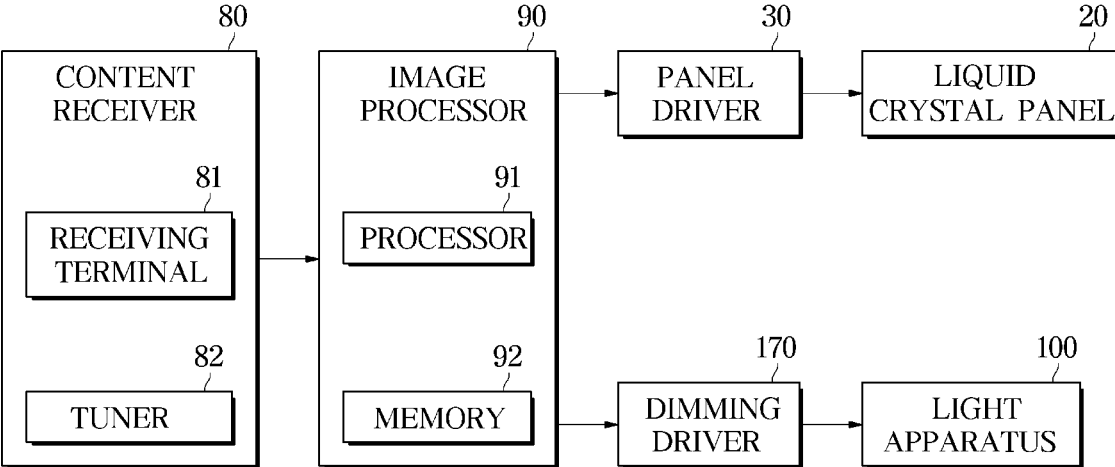 80
90
30
20
CONTENT
RECEIVER
IMAGE
PROCESSOR
PANEL
DRIVER
LIQUID
CRYSTAL PANEL
81
RECEIVING
TERMINAL
91
PROCESSOR
82
TUNER
92
MEMORY
170
DIMMING
DRIVER
100
LIGHT
APPARATUS